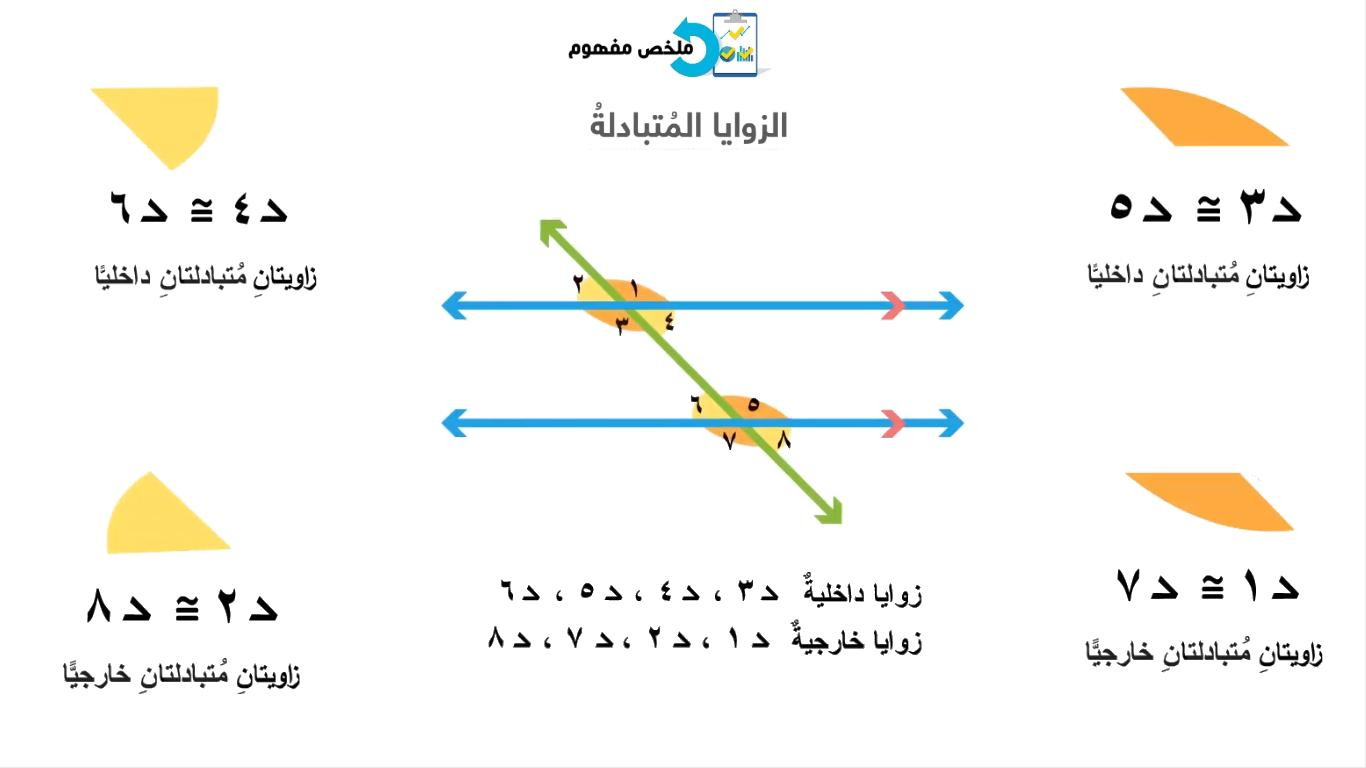 ملخص مفهوم
الزوايا المُتبادلةُ
د٣ ≅ د٥
زاويتانِ مُتبادلتانِ داخليًّا
د٤ ≅ د٦
زاويتانِ مُتبادلتانِ داخليًّا
٢ ١
٣ ٤
٦ ٥
٧ ٨
د١ ≅ د٧
زاويتانِ مُتبادلتانِ خارجيًّا
د٢ ≅ د٨
زاويتانِ مُتبادلتانِ خارجيًّا
زوايا داخليةٌ د٣ ، د٤ ، د٥ ، د٦
زوايا خارجيةٌ د١ ، د٢ ، د٧ ، د٨